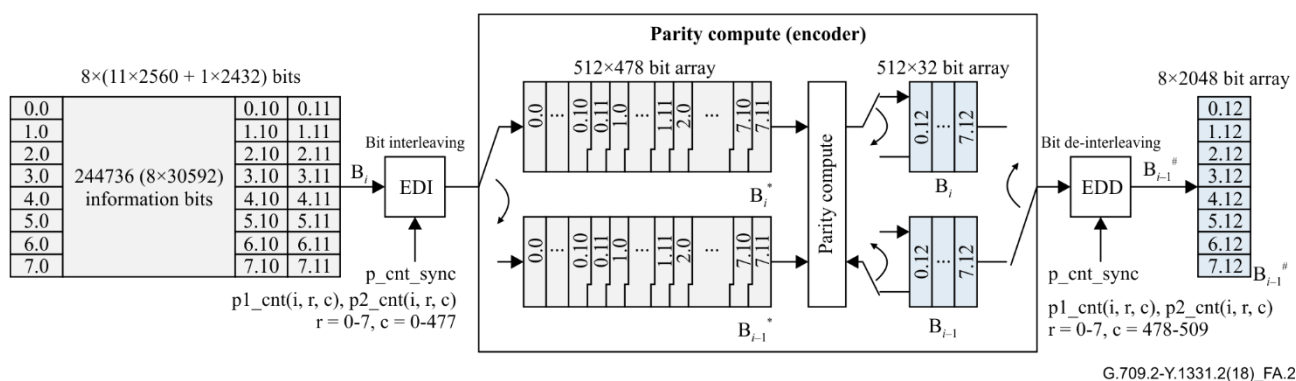 Parity compute (encoder)
8×(11×2560 + 1×2432) bits
512×478 bit array
512×32 bit array
8×2048 bit array
0.0
1.0
2.0
3.0
4.0
5.0
6.0
7.0
244736 (8×30592)
information bits
0.10 0.11
1.10 1.11
2.10 2.11
3.10 3.11
4.10 4.11
5.10 5.11
6.10 6.11
7.10 7.11
Bit interleaving
B_i
EDI
p_cnt_sync
p1_cnt(i, r, c), p2_cnt(i, r, c)
r = 0-7, c = 0-477
0.0 ... 0.10 0.11 1.0 ... 1.11 2.0 ... 7.10 7.11
B_i^*
0.0 ... 0.10 0.11 1.0 ... 1.11 2.0 ... 7.10 7.11
B_{i–1}^*
Parity compute
0.12 ... 7.12
B_i
0.12 ... 7.12
B_{i–1}
Bit de-interleaving
EDD
B_{i–1}^#
p_cnt_sync
p1_cnt(i, r, c), p2_cnt(i, r, c)
r = 0-7, c = 478-509
0.12
1.12
2.12
3.12
4.12
5.12
6.12
7.12
B_{i–1}^#
G.709.2-Y.1331.2(18)_FA.2